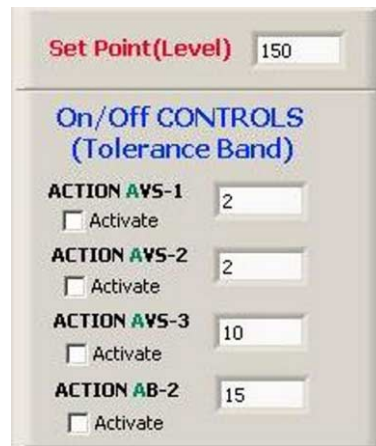 Set Point(Level) 150
On/Off CONTROLS
(Tolerance Band)
ACTION AVS-1 2
Activate
ACTION AVS-2 2
Activate
ACTION AVS-3 10
Activate
ACTION AB-2 15
Activate